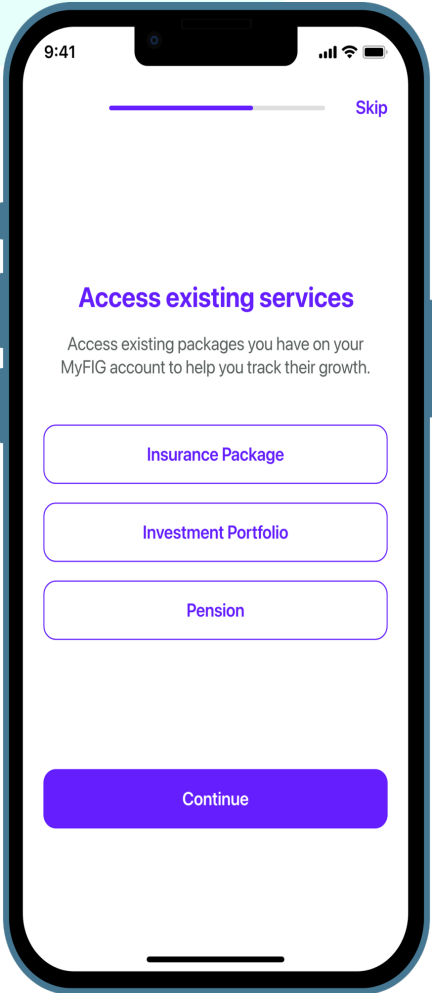 9:41
Skip
Access existing services
Access existing packages you have on your
MyFIG account to help you track their growth.
Insurance Package
Investment Portfolio
Pension
Continue